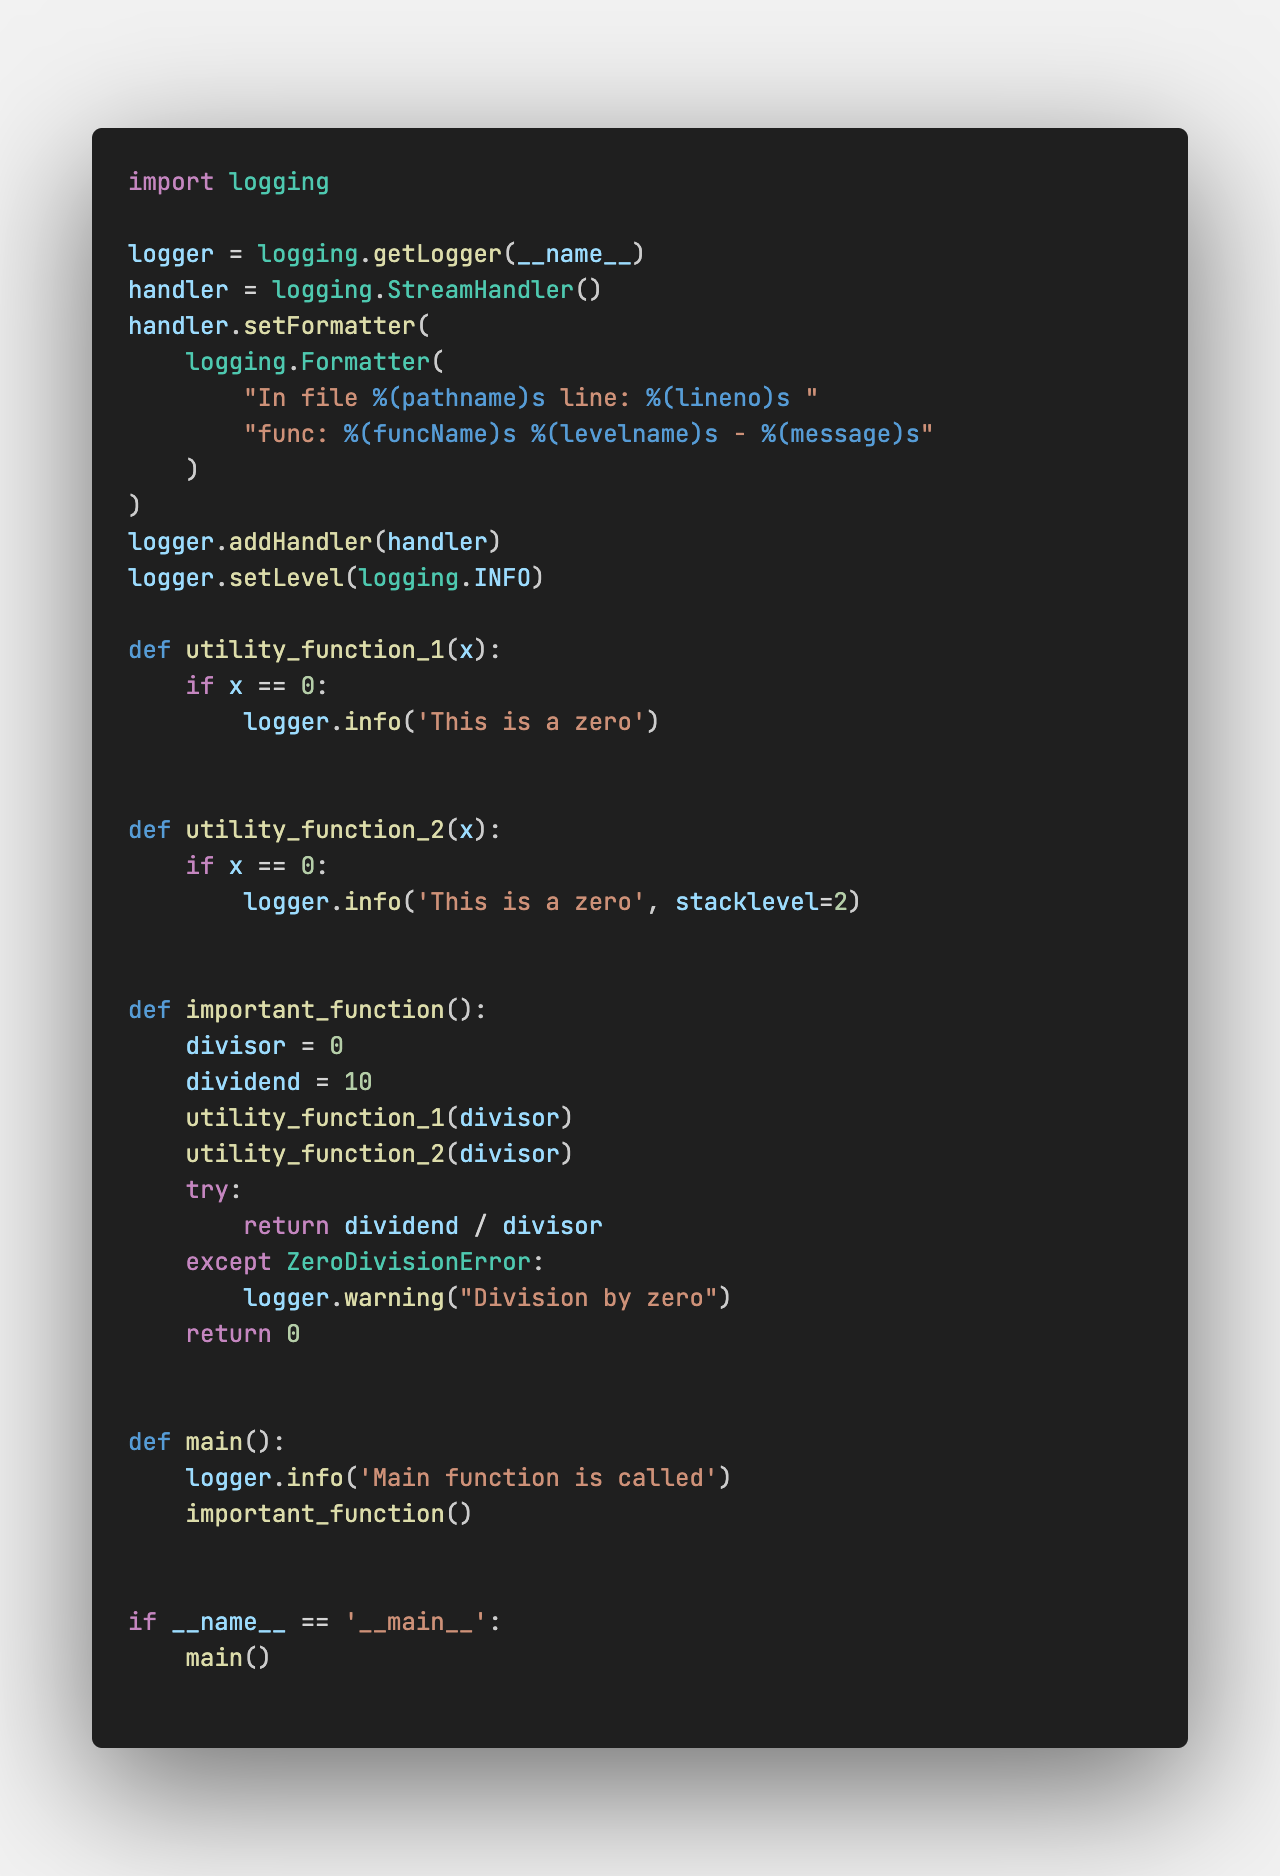 import logging

logger = logging.getLogger(__name__)
handler = logging.StreamHandler()
handler.setFormatter(
    logging.Formatter(
        "In file %(pathname)s line: %(lineno)s "
        "func: %(funcName)s %(levelname)s - %(message)s"
    )
)
logger.addHandler(handler)
logger.setLevel(logging.INFO)

def utility_function_1(x):
    if x == 0:
        logger.info('This is a zero')


def utility_function_2(x):
    if x == 0:
        logger.info('This is a zero', stacklevel=2)


def important_function():
    divisor = 0
    dividend = 10
    utility_function_1(divisor)
    utility_function_2(divisor)
    try:
        return dividend / divisor
    except ZeroDivisionError:
        logger.warning("Division by zero")
    return 0


def main():
    logger.info('Main function is called')
    important_function()


if __name__ == '__main__':
    main()